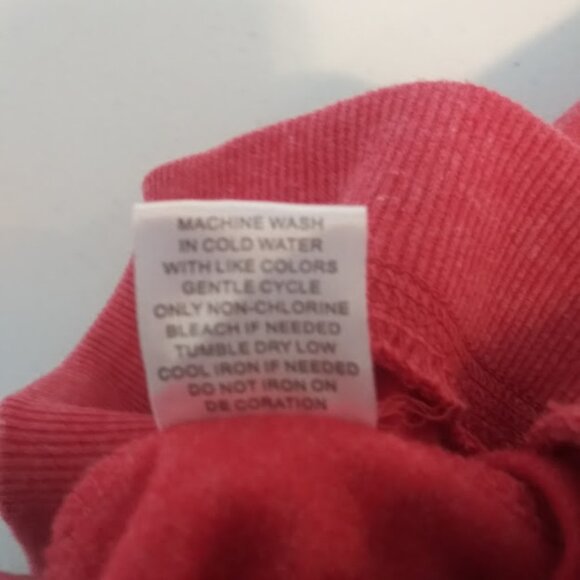 MACHINE WASH
IN COLD WATER
WITH LIKE COLORS
GENTLE CYCLE
ONLY NON-CHLORINE
BLEACH IF NEEDED
TUMBLE DRY LOW
COOL IRON IF NEEDED
DO NOT IRON ON
DE CORATION